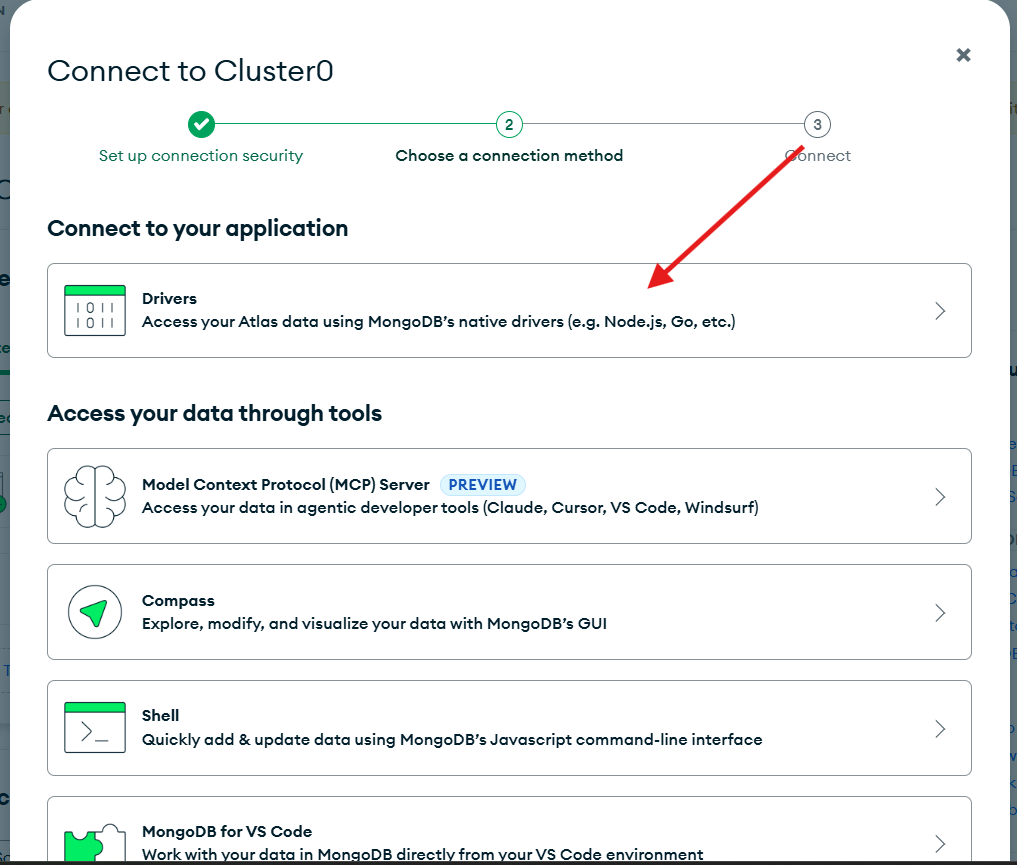 Connect to Cluster0
2
3
Set up connection security
Choose a connection method
Connect
Connect to your application
1011
1011
Drivers
Access your Atlas data using MongoDB's native drivers (e.g. Node.js, Go, etc.)
Access your data through tools
Model Context Protocol (MCP) Server PREVIEW
Access your data in agentic developer tools (Claude, Cursor, VS Code, Windsurf)
Compass
Explore, modify, and visualize your data with MongoDB's GUI
Shell
Quickly add & update data using MongoDB's Javascript command-line interface
MongoDB for VS Code
Work with your data in MongoDB directly from your VS Code environment